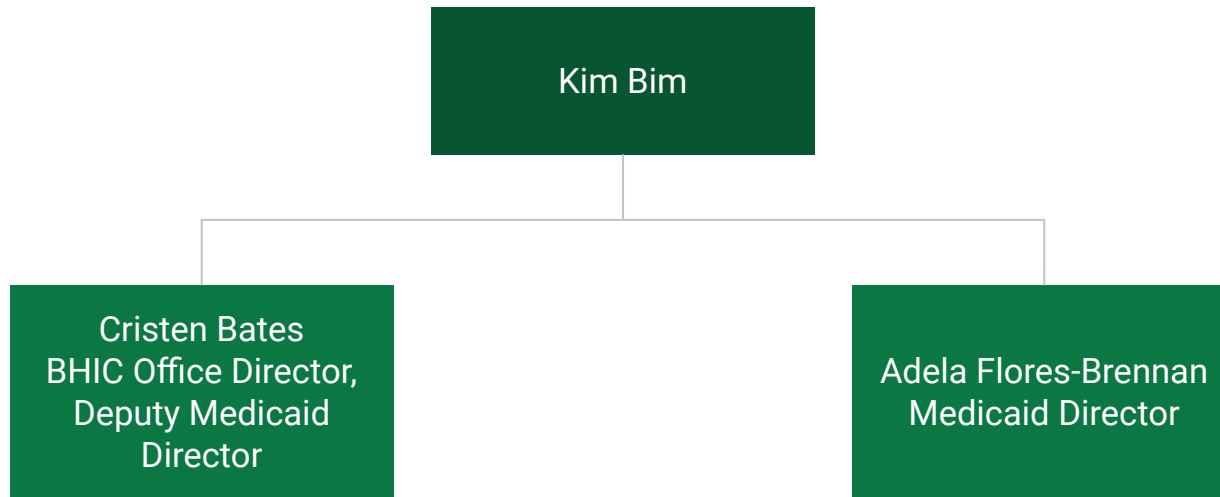 Kim Bim
Cristen Bates
BHIC Office Director,
Deputy Medicaid
Director
Adela Flores-Brennan
Medicaid Director